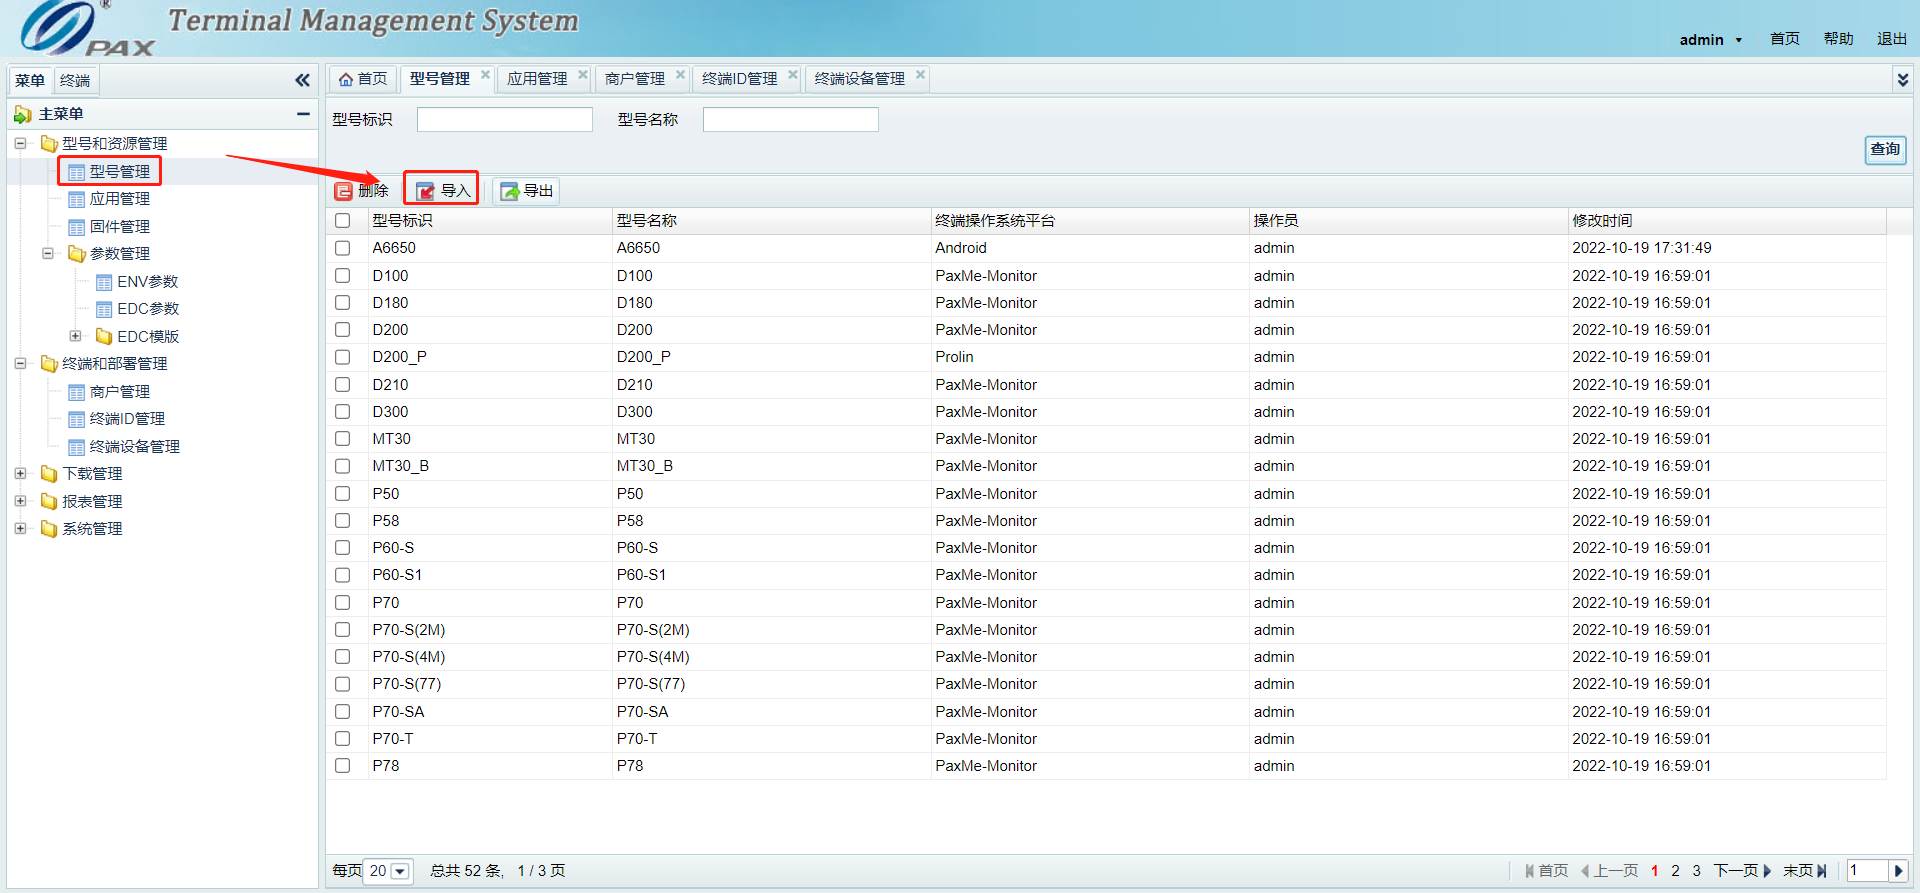 PAX ® Terminal Management System
admin 首页 帮助 退出
菜单 终端
首页 型号管理 应用管理 商户管理 终端ID管理 终端设备管理
主菜单
型号和资源管理
型号管理
应用管理
固件管理
参数管理
ENV参数
EDC参数
EDC模版
终端和部署管理
商户管理
终端ID管理
终端设备管理
下载管理
报表管理
系统管理
型号标识 型号名称
查询
删除 导入 导出
型号标识 型号名称 终端操作系统平台 操作员 修改时间
A6650 A6650 Android admin 2022-10-19 17:31:49
D100 D100 PaxMe-Monitor admin 2022-10-19 16:59:01
D180 D180 PaxMe-Monitor admin 2022-10-19 16:59:01
D200 D200 PaxMe-Monitor admin 2022-10-19 16:59:01
D200_P D200_P Prolin admin 2022-10-19 16:59:01
D210 D210 PaxMe-Monitor admin 2022-10-19 16:59:01
D300 D300 PaxMe-Monitor admin 2022-10-19 16:59:01
MT30 MT30 PaxMe-Monitor admin 2022-10-19 16:59:01
MT30_B MT30_B PaxMe-Monitor admin 2022-10-19 16:59:01
P50 P50 PaxMe-Monitor admin 2022-10-19 16:59:01
P58 P58 PaxMe-Monitor admin 2022-10-19 16:59:01
P60-S P60-S PaxMe-Monitor admin 2022-10-19 16:59:01
P60-S1 P60-S1 PaxMe-Monitor admin 2022-10-19 16:59:01
P70 P70 PaxMe-Monitor admin 2022-10-19 16:59:01
P70-S(2M) P70-S(2M) PaxMe-Monitor admin 2022-10-19 16:59:01
P70-S(4M) P70-S(4M) PaxMe-Monitor admin 2022-10-19 16:59:01
P70-S(77) P70-S(77) PaxMe-Monitor admin 2022-10-19 16:59:01
P70-SA P70-SA PaxMe-Monitor admin 2022-10-19 16:59:01
P70-T P70-T PaxMe-Monitor admin 2022-10-19 16:59:01
P78 P78 PaxMe-Monitor admin 2022-10-19 16:59:01
每页 20 总共 52 条, 1 / 3 页 首页 上一页 1 2 3 下一页 末页 1